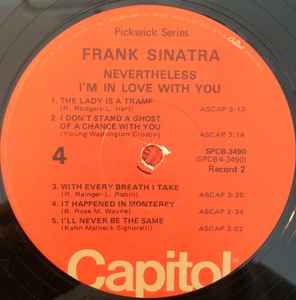 Pickwick Series
FRANK SINATRA
NEVERTHELESS
I'M IN LOVE WITH YOU
1. THE LADY IS A TRAMP
(R. Rodgers-L. Hart) ASCAP 3:13
2. I DON'T STAND A GHOST
OF A CHANCE WITH YOU
(Young Washington Crosby) ASCAP 3:14
4
SPCB-3490
(SPCB4-3490)
Record 2
3. WITH EVERY BREATH I TAKE
(R. Rainger-L. Robin) ASCAP 3:36
4. IT HAPPENED IN MONTEREY
(B. Rose-M. Wayne) ASCAP 2:34
5. I'LL NEVER BE THE SAME
(Kahn Malneck Signorelli) ASCAP 3:02
Capitol